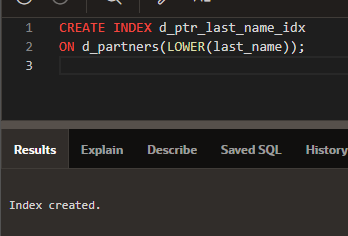 1 CREATE INDEX d_ptr_last_name_idx
2 ON d_partners(LOWER(last_name));
3
Results Explain Describe Saved SQL History
Index created.